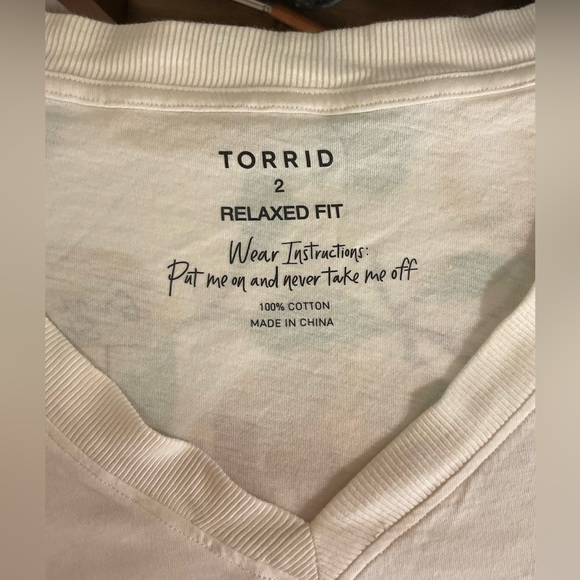 TORRID
2
RELAXED FIT
Wear Instructions:
Put me on and never take me off
100% COTTON
MADE IN CHINA